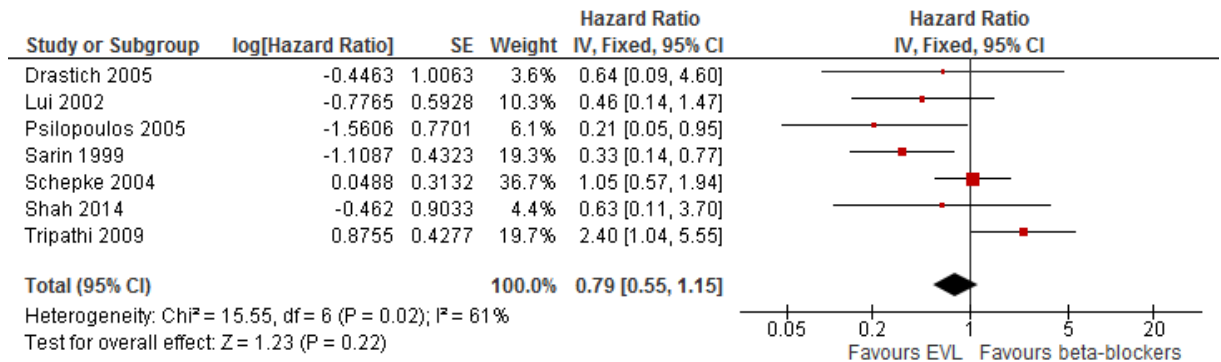 Hazard Ratio Hazard Ratio
Study or Subgroup log[Hazard Ratio] SE Weight IV, Fixed, 95% CI IV, Fixed, 95% CI
Drastich 2005 -0.4463 1.0063 3.6% 0.64 [0.09, 4.60]
Lui 2002 -0.7765 0.5928 10.3% 0.46 [0.14, 1.47]
Psilopoulos 2005 -1.5606 0.7701 6.1% 0.21 [0.05, 0.95]
Sarin 1999 -1.1087 0.4323 19.3% 0.33 [0.14, 0.77]
Schepke 2004 0.0488 0.3132 36.7% 1.05 [0.57, 1.94]
Shah 2014 -0.462 0.9033 4.4% 0.63 [0.11, 3.70]
Tripathi 2009 0.8755 0.4277 19.7% 2.40 [1.04, 5.55]
Total (95% CI) 100.0% 0.79 [0.55, 1.15]
Heterogeneity: Chi² = 15.55, df = 6 (P = 0.02); I² = 61%
Test for overall effect: Z = 1.23 (P = 0.22)
0.05 0.2 1 5 20
Favours EVL Favours beta-blockers